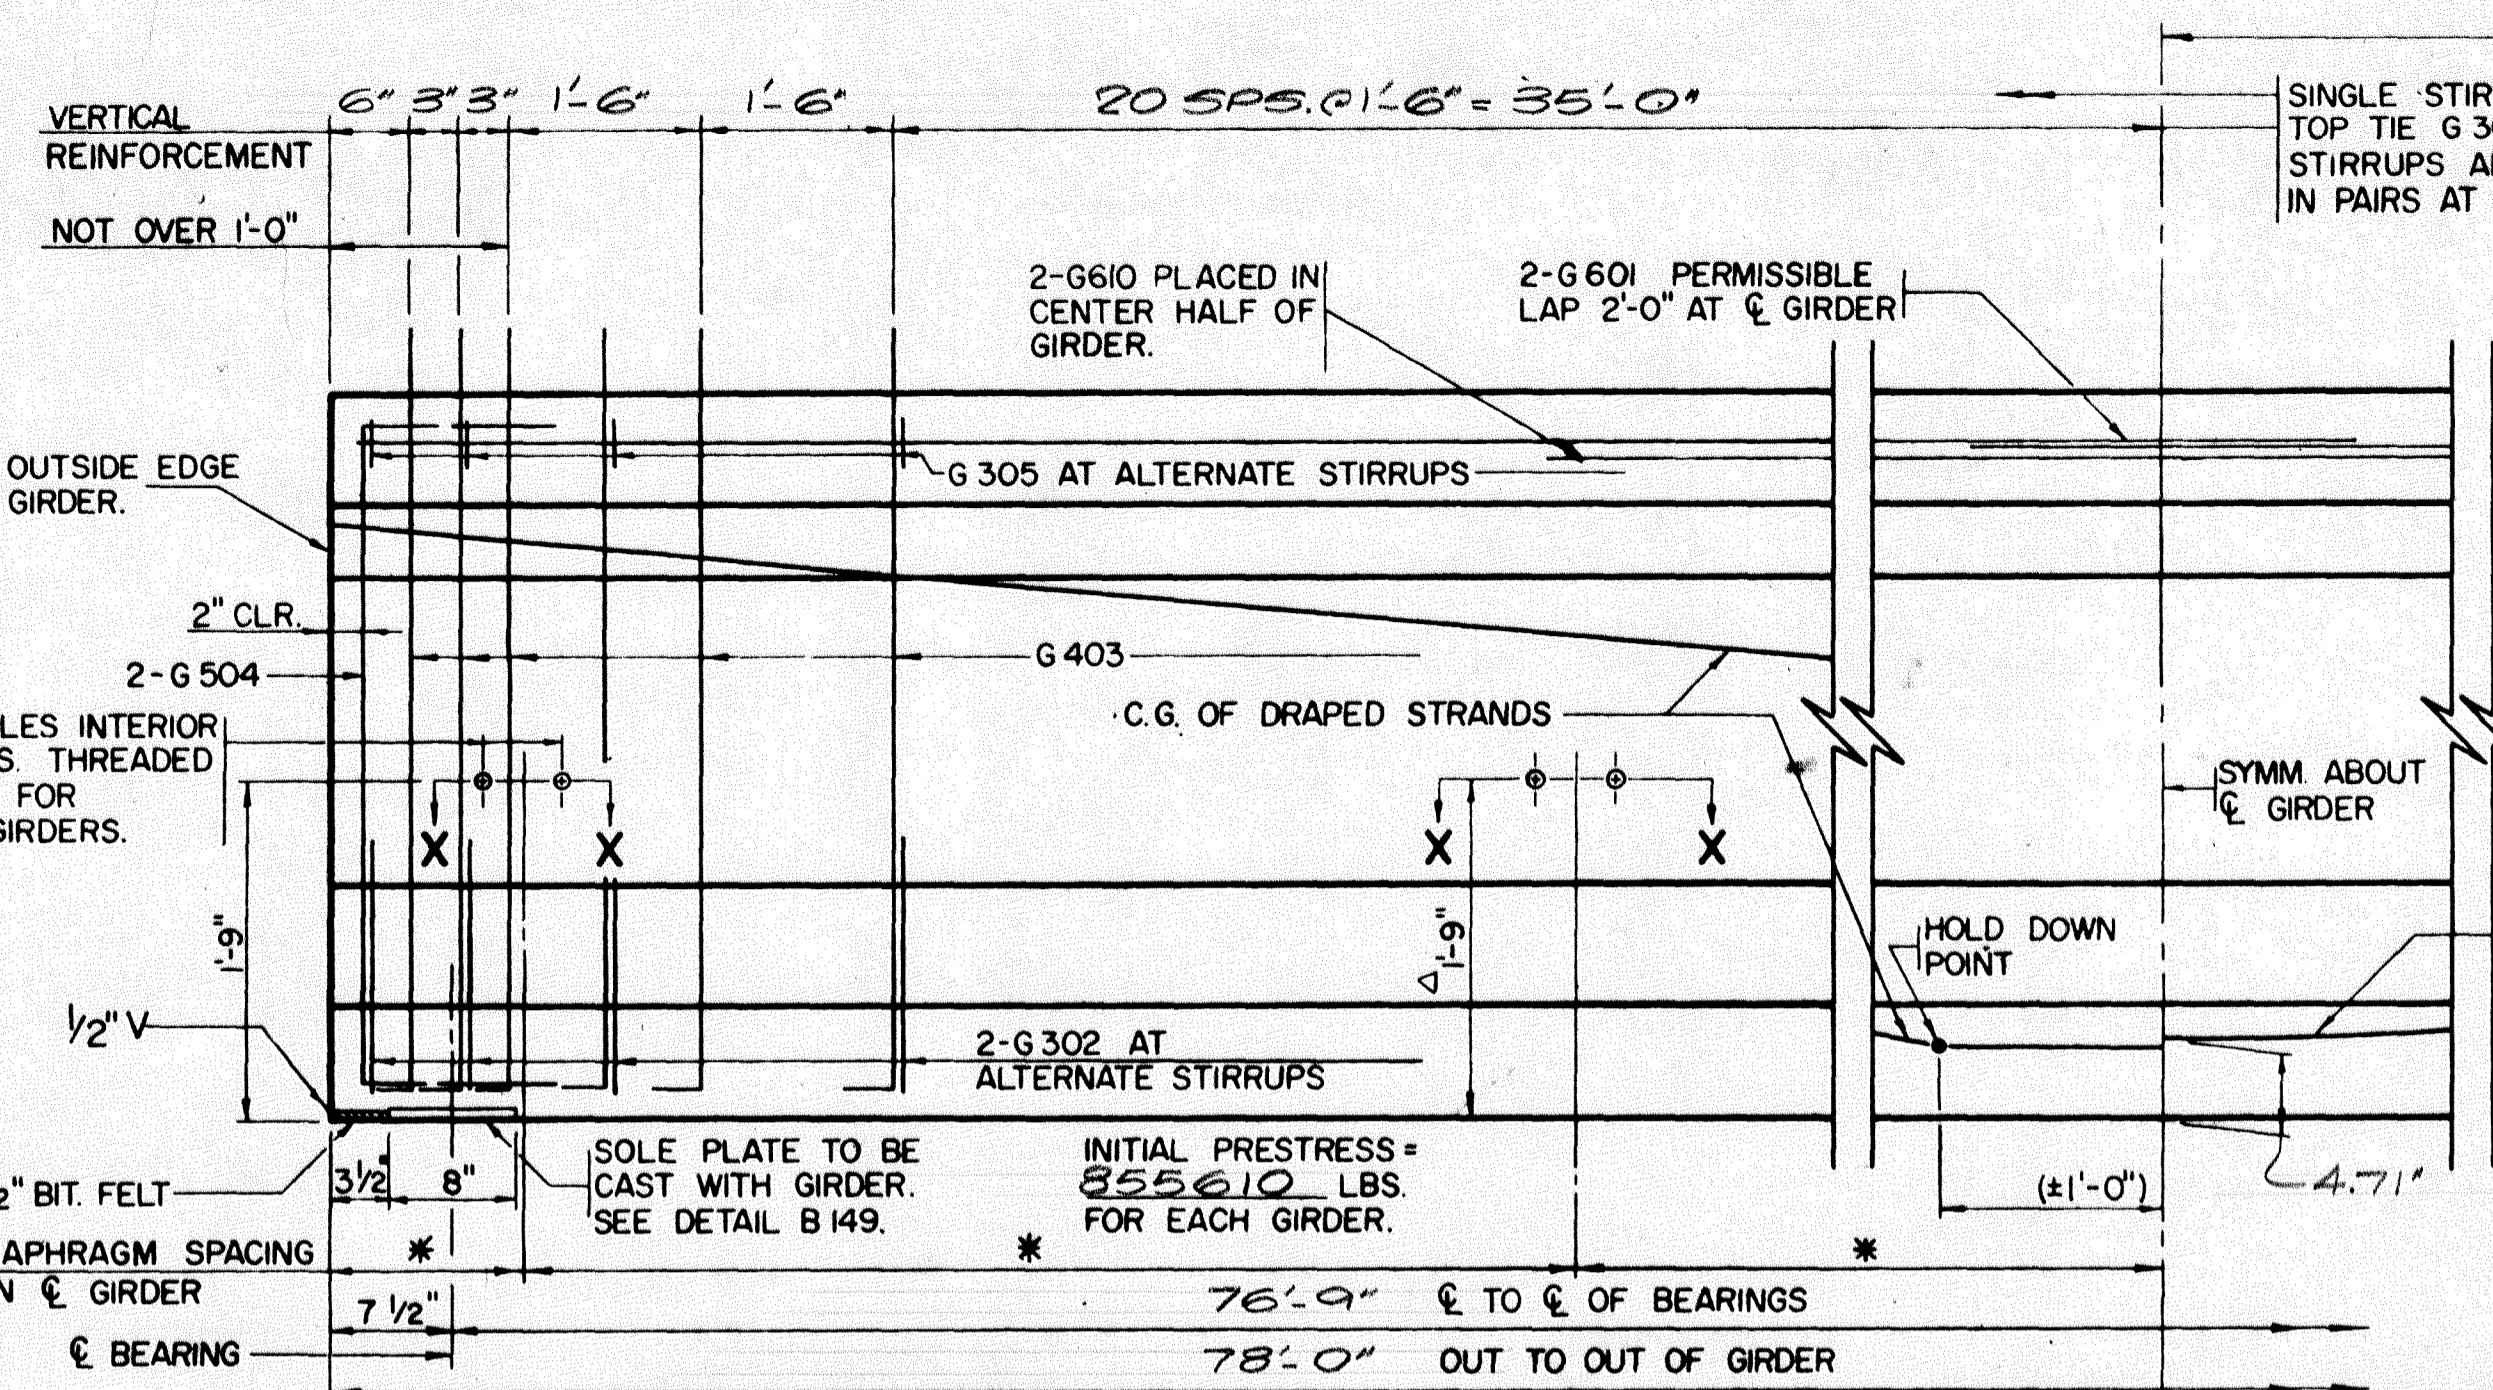 6" 3" 3" 1'-6" 1'-6" 20 SPS. @ 1'-6" = 35'-0"
VERTICAL
REINFORCEMENT
NOT OVER 1'-0"
SINGLE STIR
TOP TIE G 3
STIRRUPS A
IN PAIRS AT
2-G610 PLACED IN
CENTER HALF OF
GIRDER.
2-G601 PERMISSIBLE
LAP 2'-0" AT ℄ GIRDER
OUTSIDE EDGE
GIRDER.
G 305 AT ALTERNATE STIRRUPS
2" CLR.
2-G 504
G 403
C.G. OF DRAPED STRANDS
LES INTERIOR
S. THREADED
FOR
GIRDERS.
SYMM. ABOUT
℄ GIRDER
X X X X
1'-9"
Δ 1'-9"
HOLD DOWN
POINT
1/2" V
2-G 302 AT
ALTERNATE STIRRUPS
2" BIT. FELT
3 1/2" 8"
SOLE PLATE TO BE
CAST WITH GIRDER.
SEE DETAIL B 149.
INITIAL PRESTRESS =
855610 LBS.
FOR EACH GIRDER.
(±1'-0")
4.71"
APHRAGM SPACING
N ℄ GIRDER
* * *
7 1/2"
76'-9" ℄ TO ℄ OF BEARINGS
℄ BEARING
78'-0" OUT TO OUT OF GIRDER